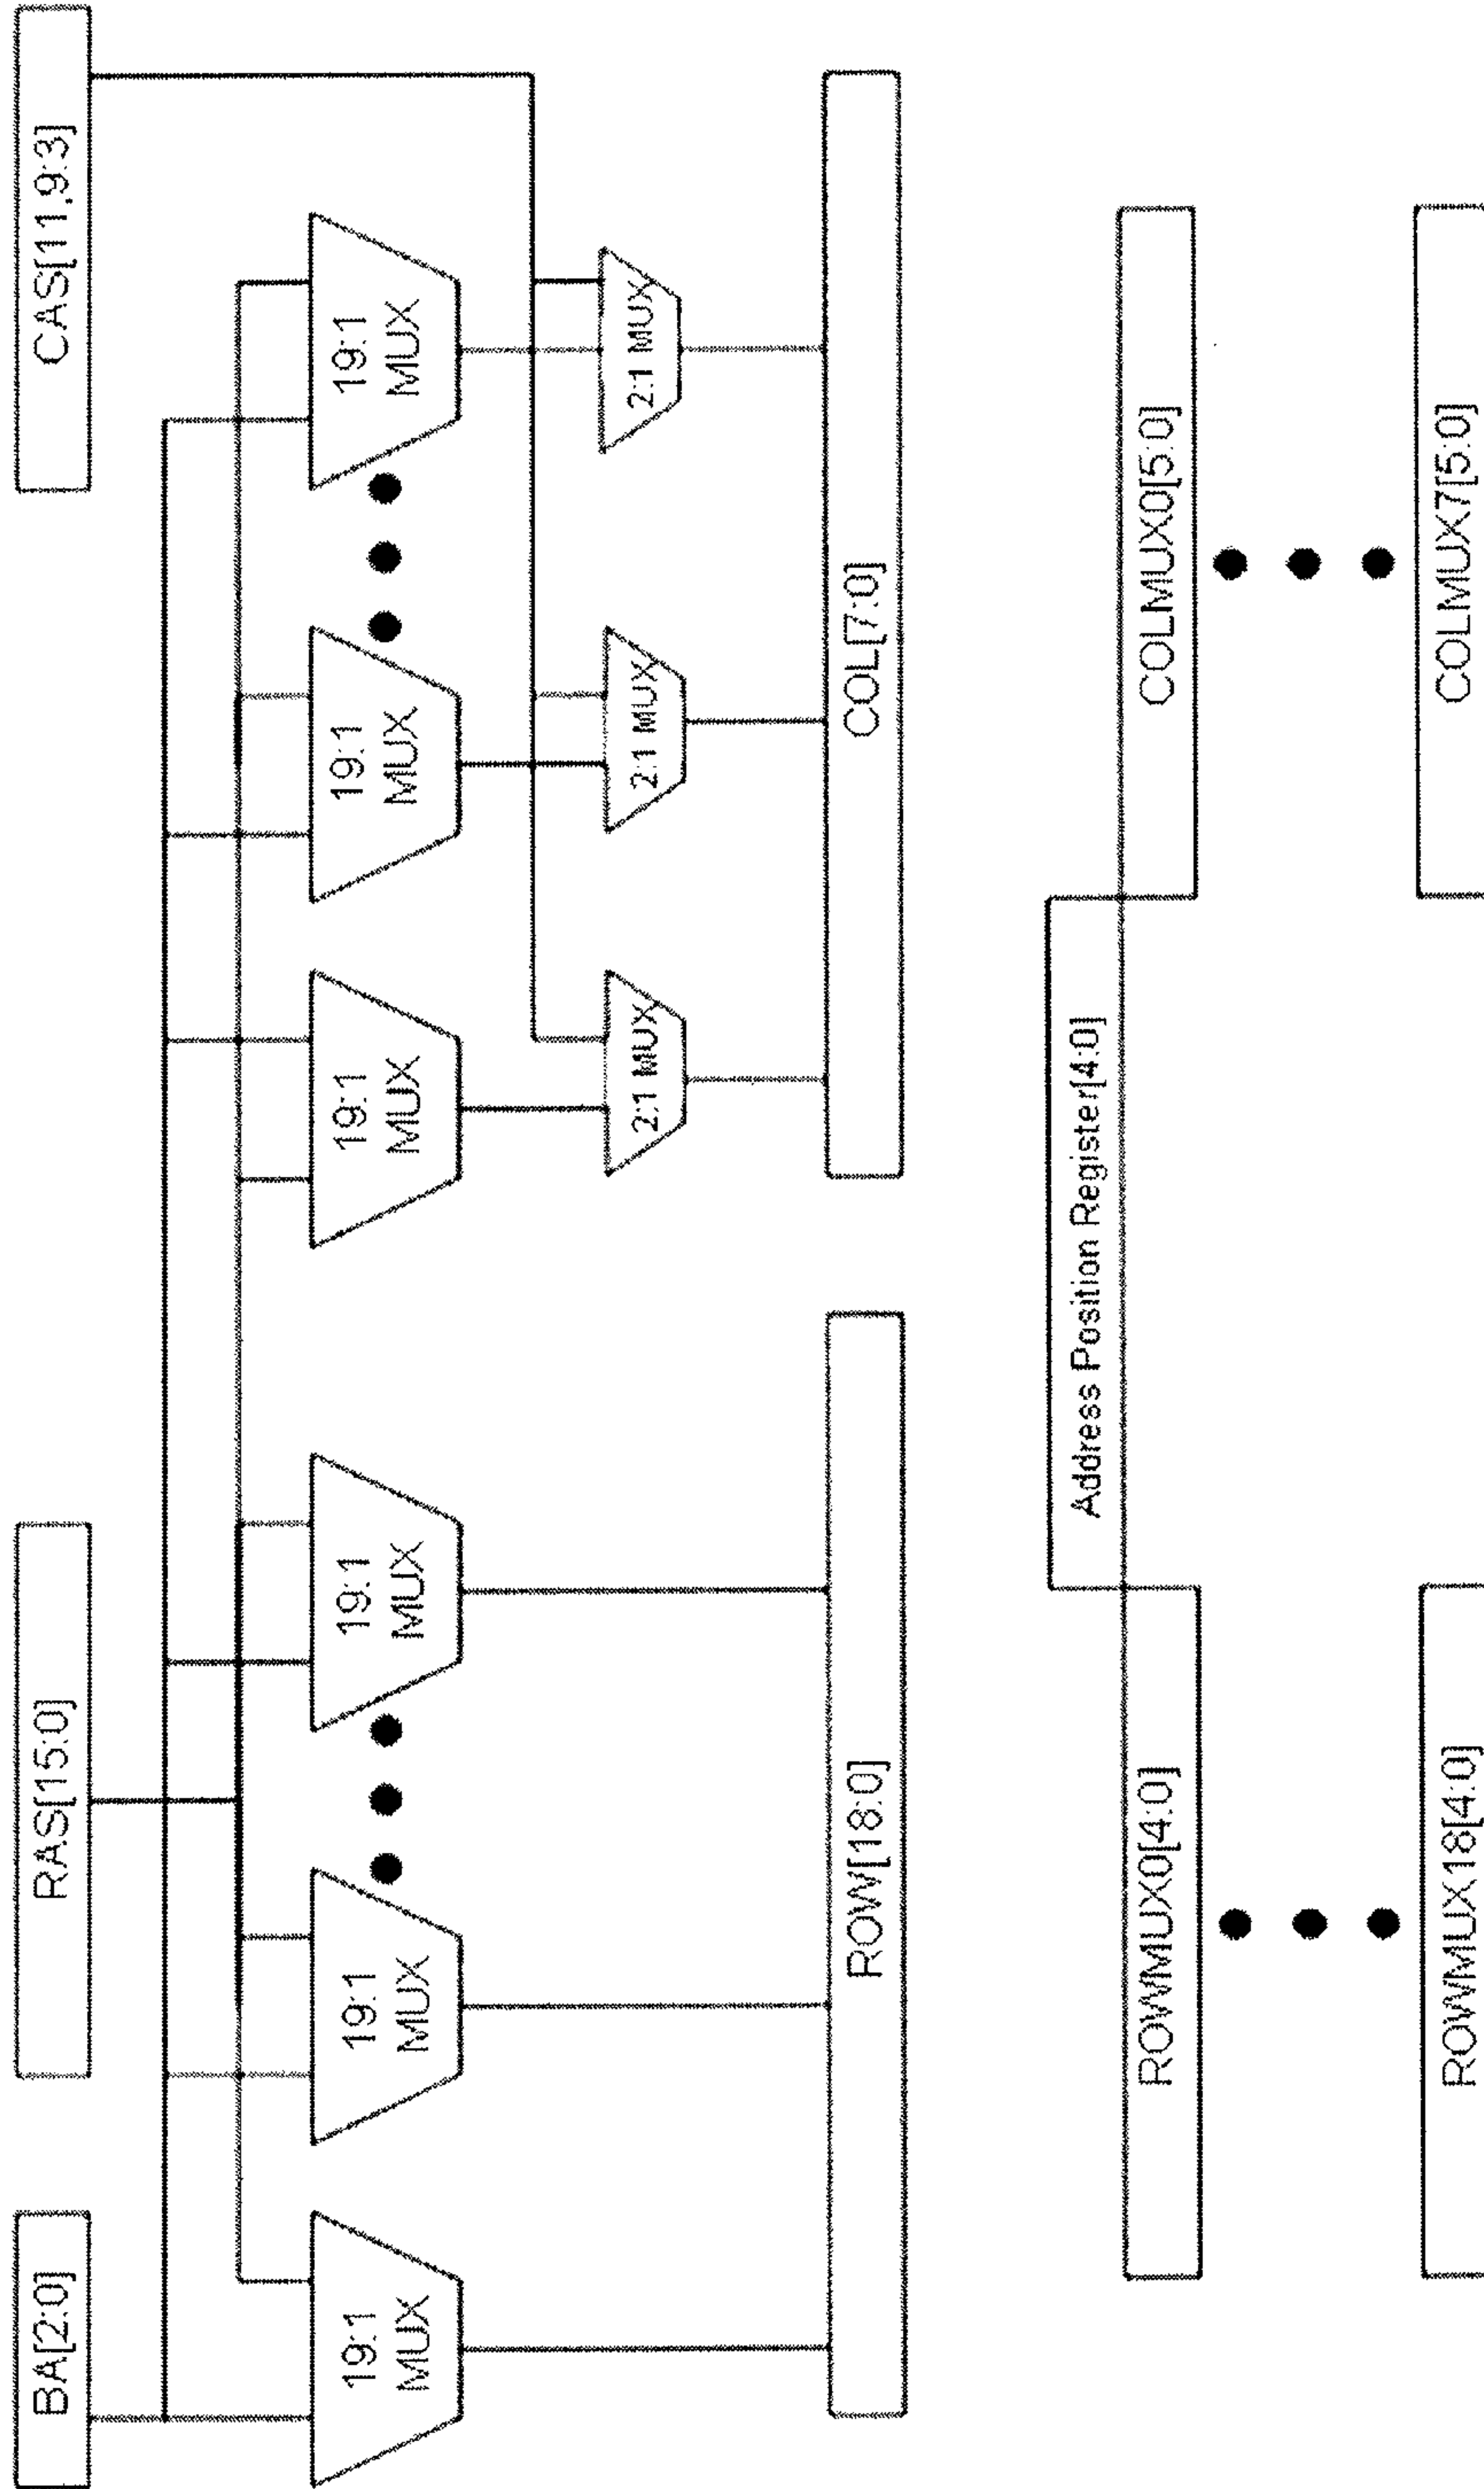 BA[2:0]
RAS[15:0]
CAS[11,9:3]
19:1
MUX
19:1
MUX
19:1
MUX
19:1
MUX
19:1
MUX
19:1
MUX
2:1 MUX
2:1 MUX
2:1 MUX
ROW[18:0]
COL[7:0]
Address Position Register[4:0]
ROWMUX0[4:0]
COLMUX0[5:0]
ROWMUX18[4:0]
COLMUX7[5:0]